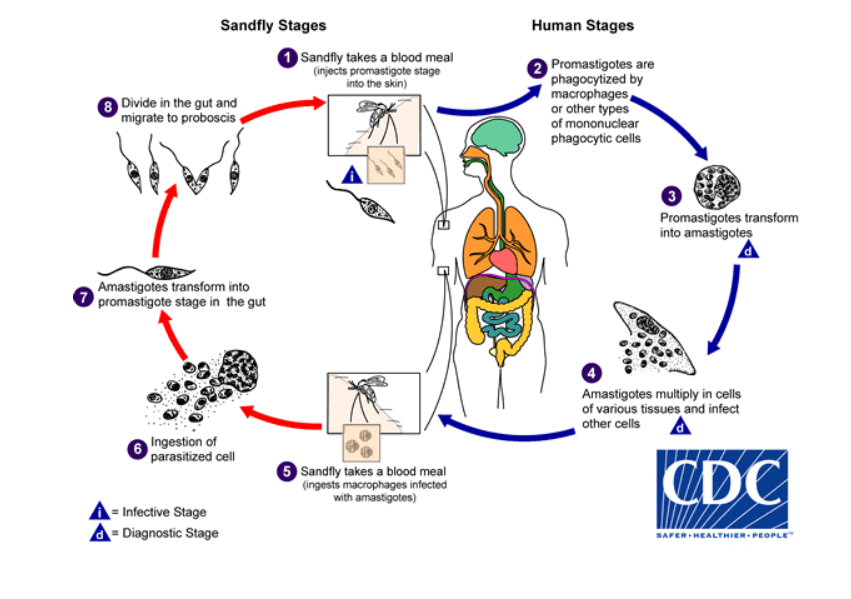 Sandfly Stages
Human Stages
1
Sandfly takes a blood meal
(injects promastigote stage
into the skin)
2
Promastigotes are
phagocytized by
macrophages
or other types
of mononuclear
phagocytic cells
3
Promastigotes transform
into amastigotes
d
4
Amastigotes multiply in cells
of various tissues and infect
other cells
d
5
Sandfly takes a blood meal
(ingests macrophages infected
with amastigotes)
6
Ingestion of
parasitized cell
7
Amastigotes transform into
promastigote stage in the gut
8
Divide in the gut and
migrate to proboscis
i
i = Infective Stage
d = Diagnostic Stage
CDC
SAFER • HEALTHIER • PEOPLE™